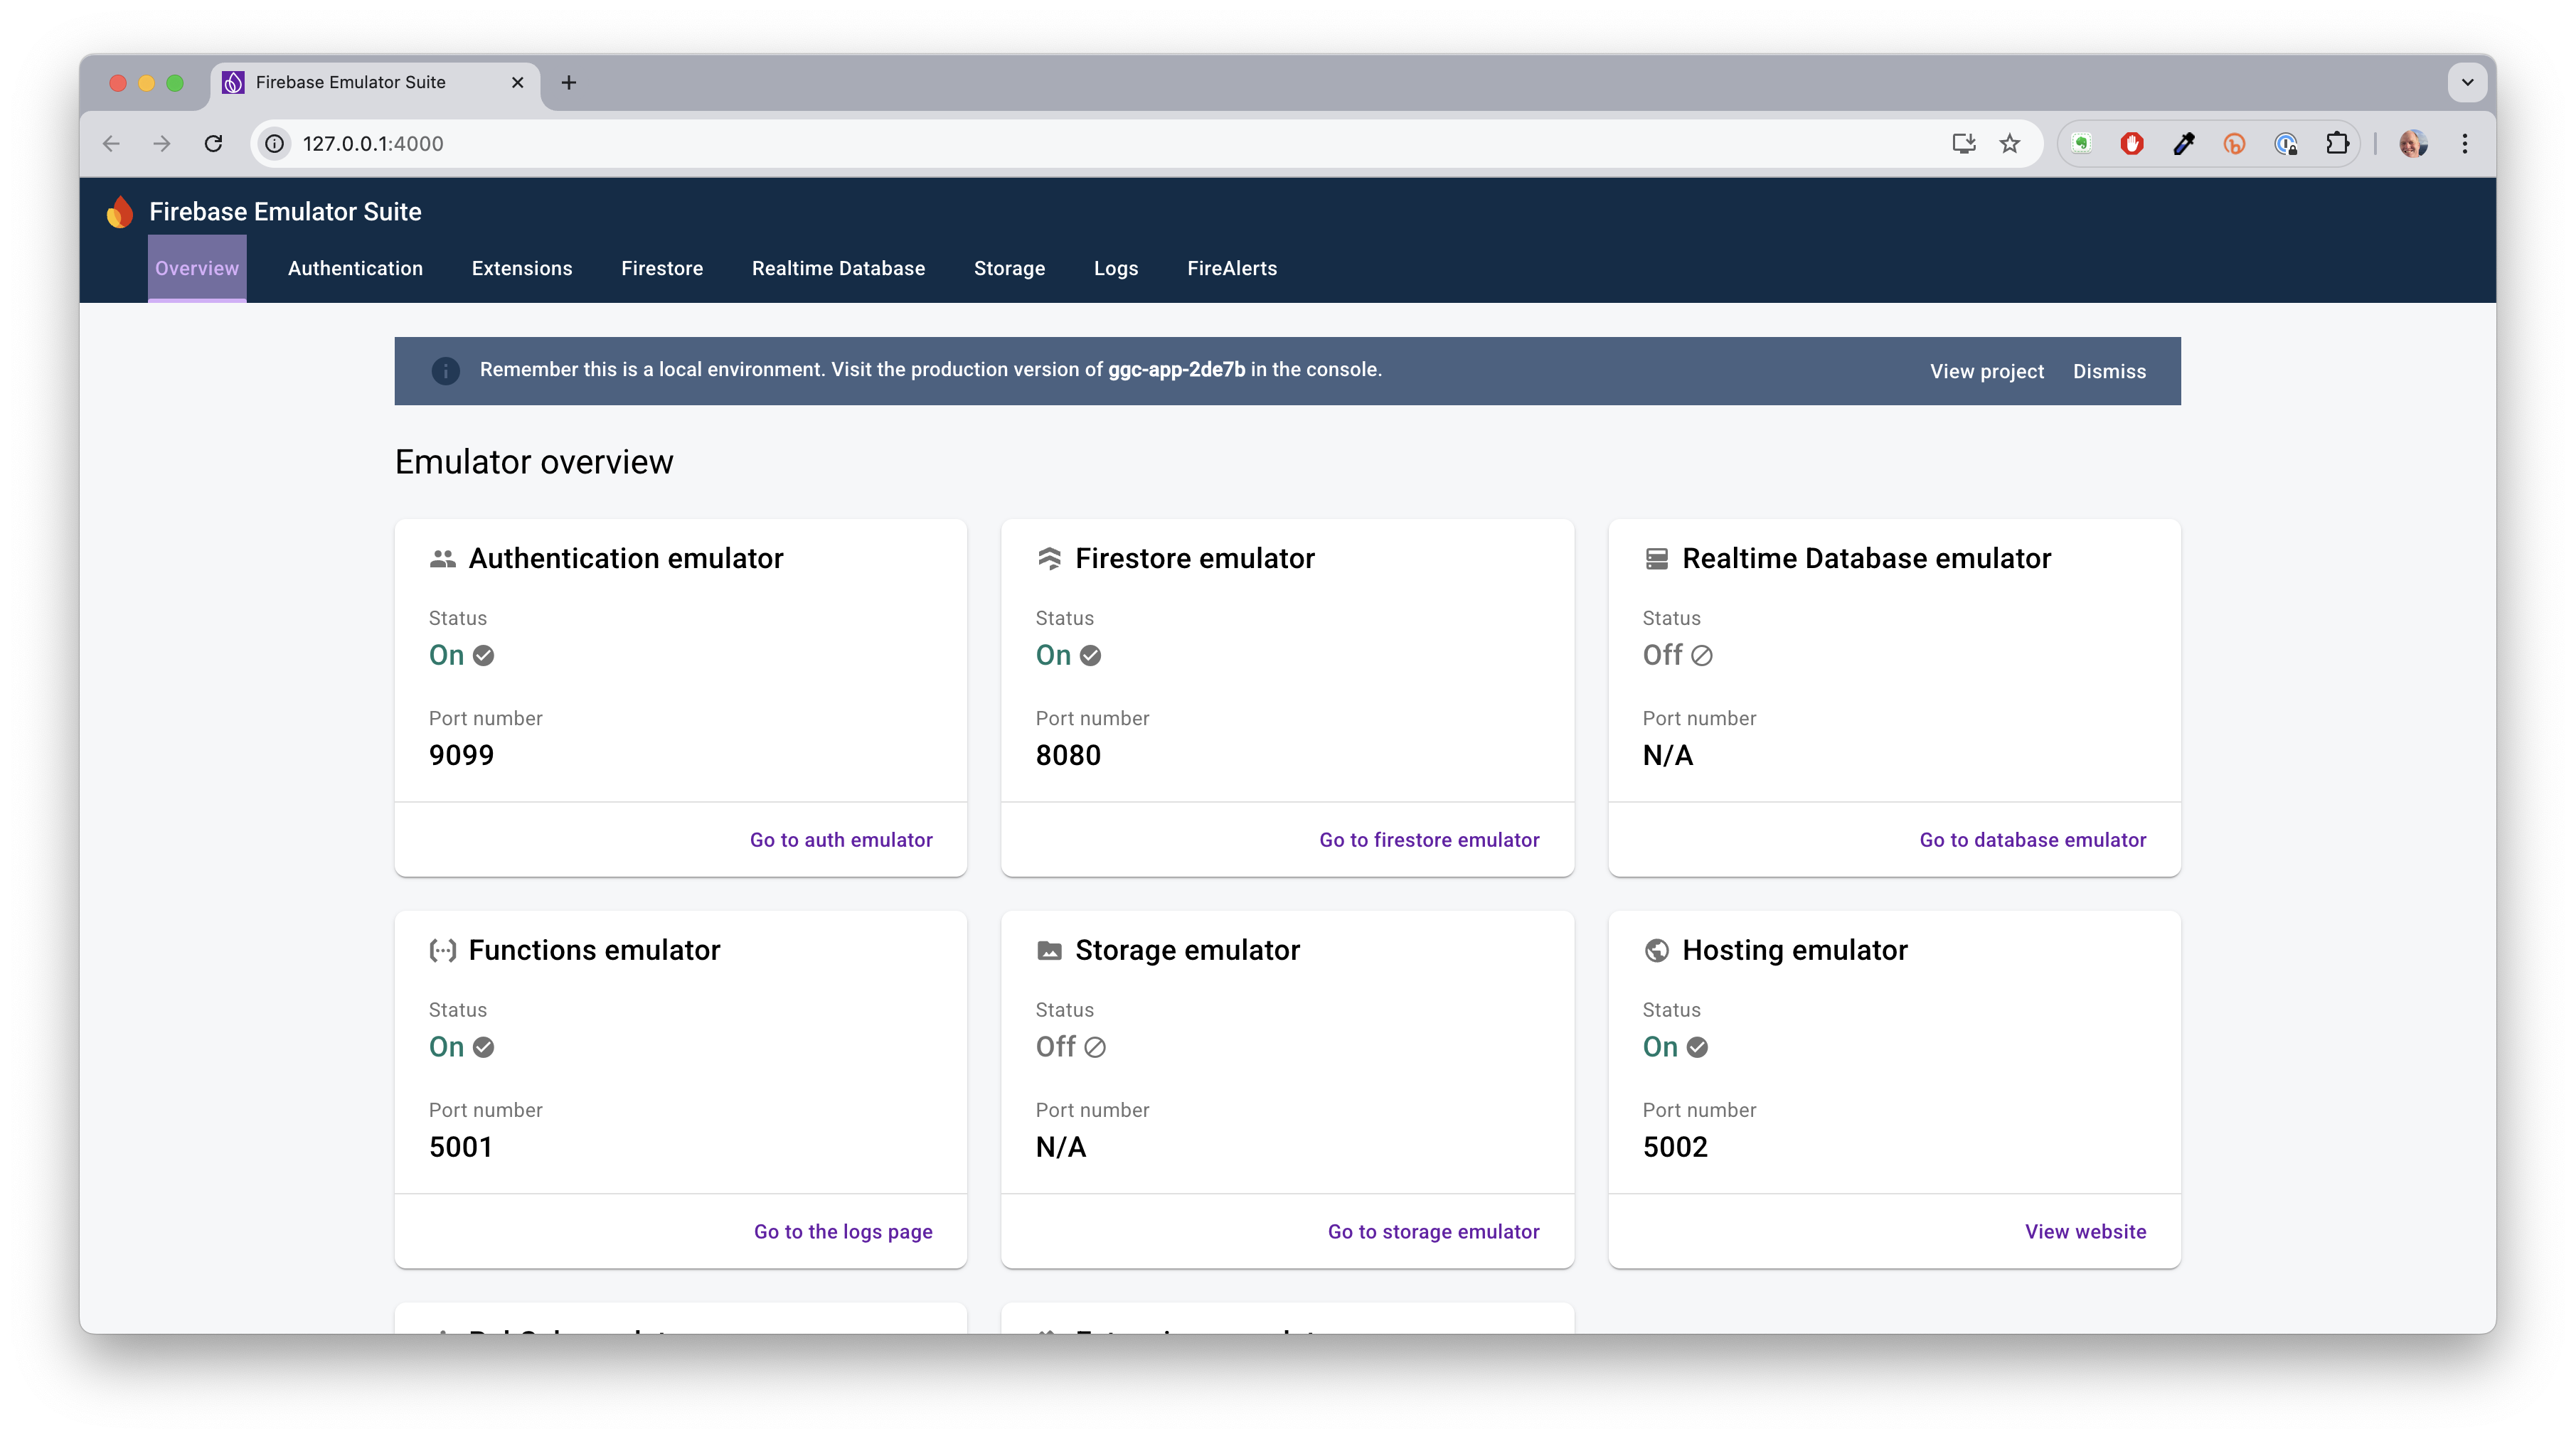 Firebase Emulator Suite
127.0.0.1:4000
Firebase Emulator Suite
Overview Authentication Extensions Firestore Realtime Database Storage Logs FireAlerts
Remember this is a local environment. Visit the production version of ggc-app-2de7b in the console. View project Dismiss
Emulator overview
Authentication emulator
Status
On
Port number
9099
Go to auth emulator
Firestore emulator
Status
On
Port number
8080
Go to firestore emulator
Realtime Database emulator
Status
Off
Port number
N/A
Go to database emulator
Functions emulator
Status
On
Port number
5001
Go to the logs page
Storage emulator
Status
Off
Port number
N/A
Go to storage emulator
Hosting emulator
Status
On
Port number
5002
View website